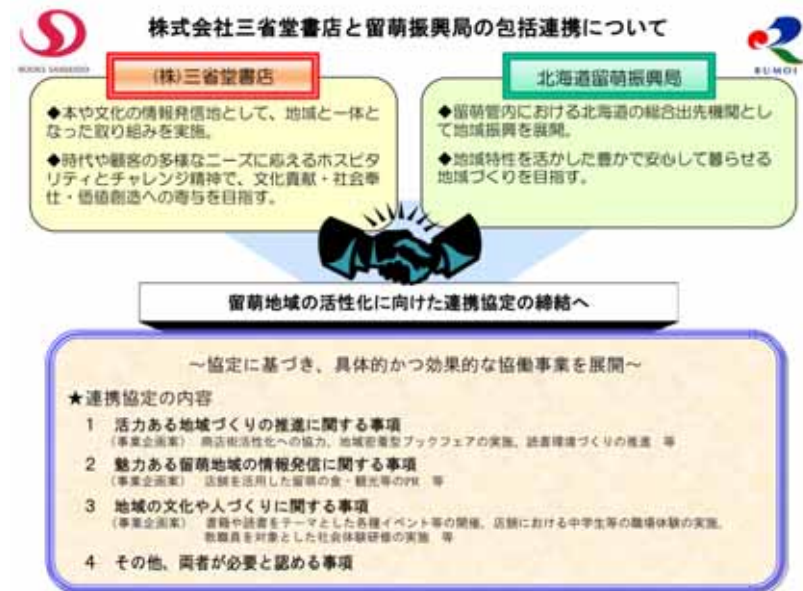 株式会社三省堂書店と留萌振興局の包括連携について
BOOKS SANSEIDO
RUMOI
(株)三省堂書店
◆本や文化の情報発信地として、地域と一体と
なった取り組みを実施。
◆時代や顧客の多様なニーズに応えるホスピタ
リティとチャレンジ精神で、文化貢献・社会奉
仕・価値創造への寄与を目指す。
北海道留萌振興局
◆留萌管内における北海道の総合出先機関とし
て地域振興を展開。
◆地域特性を活かした豊かで安心して暮らせる
地域づくりを目指す。
留萌地域の活性化に向けた連携協定の締結へ
～協定に基づき、具体的かつ効果的な協働事業を展開～
★連携協定の内容
1 活力ある地域づくりの推進に関する事項
(事業企画案) 商店街活性化への協力、地域密着型ブックフェアの実施、読書環境づくりの推進 等
2 魅力ある留萌地域の情報発信に関する事項
(事業企画案) 店舗を活用した留萌の食・観光等のPR 等
3 地域の文化や人づくりに関する事項
(事業企画案) 書籍や読書をテーマとした各種イベント等の開催、店舗における中学生等の職場体験の実施、
教職員を対象とした社会体験研修の実施 等
4 その他、両者が必要と認める事項